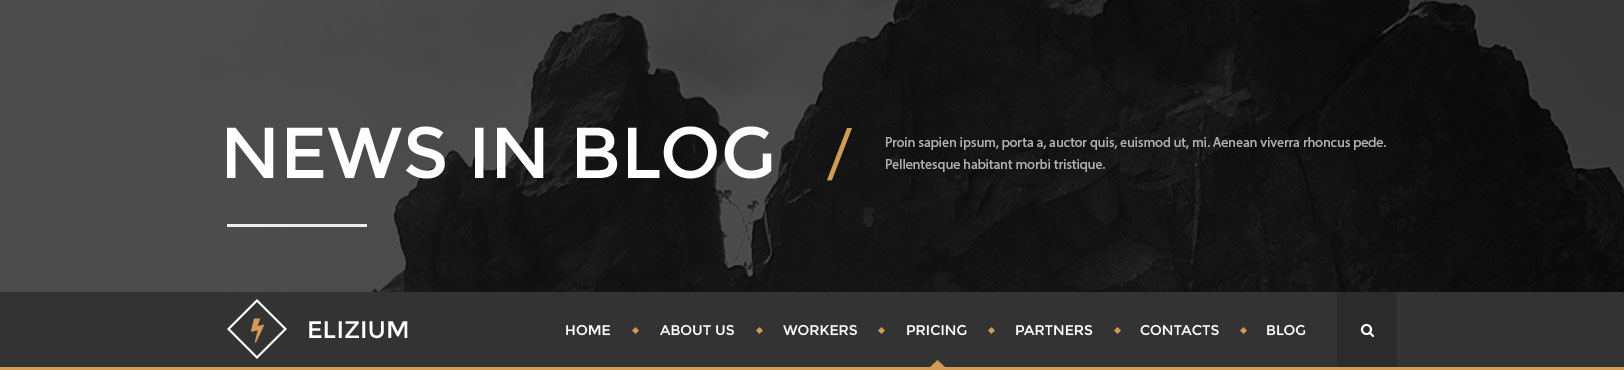 NEWS IN BLOG
/
Proin sapien ipsum, porta a, auctor quis, euismod ut, mi. Aenean viverra rhoncus pede.
Pellentesque habitant morbi tristique.
ELIZIUM
HOME ABOUT US WORKERS PRICING PARTNERS CONTACTS BLOG